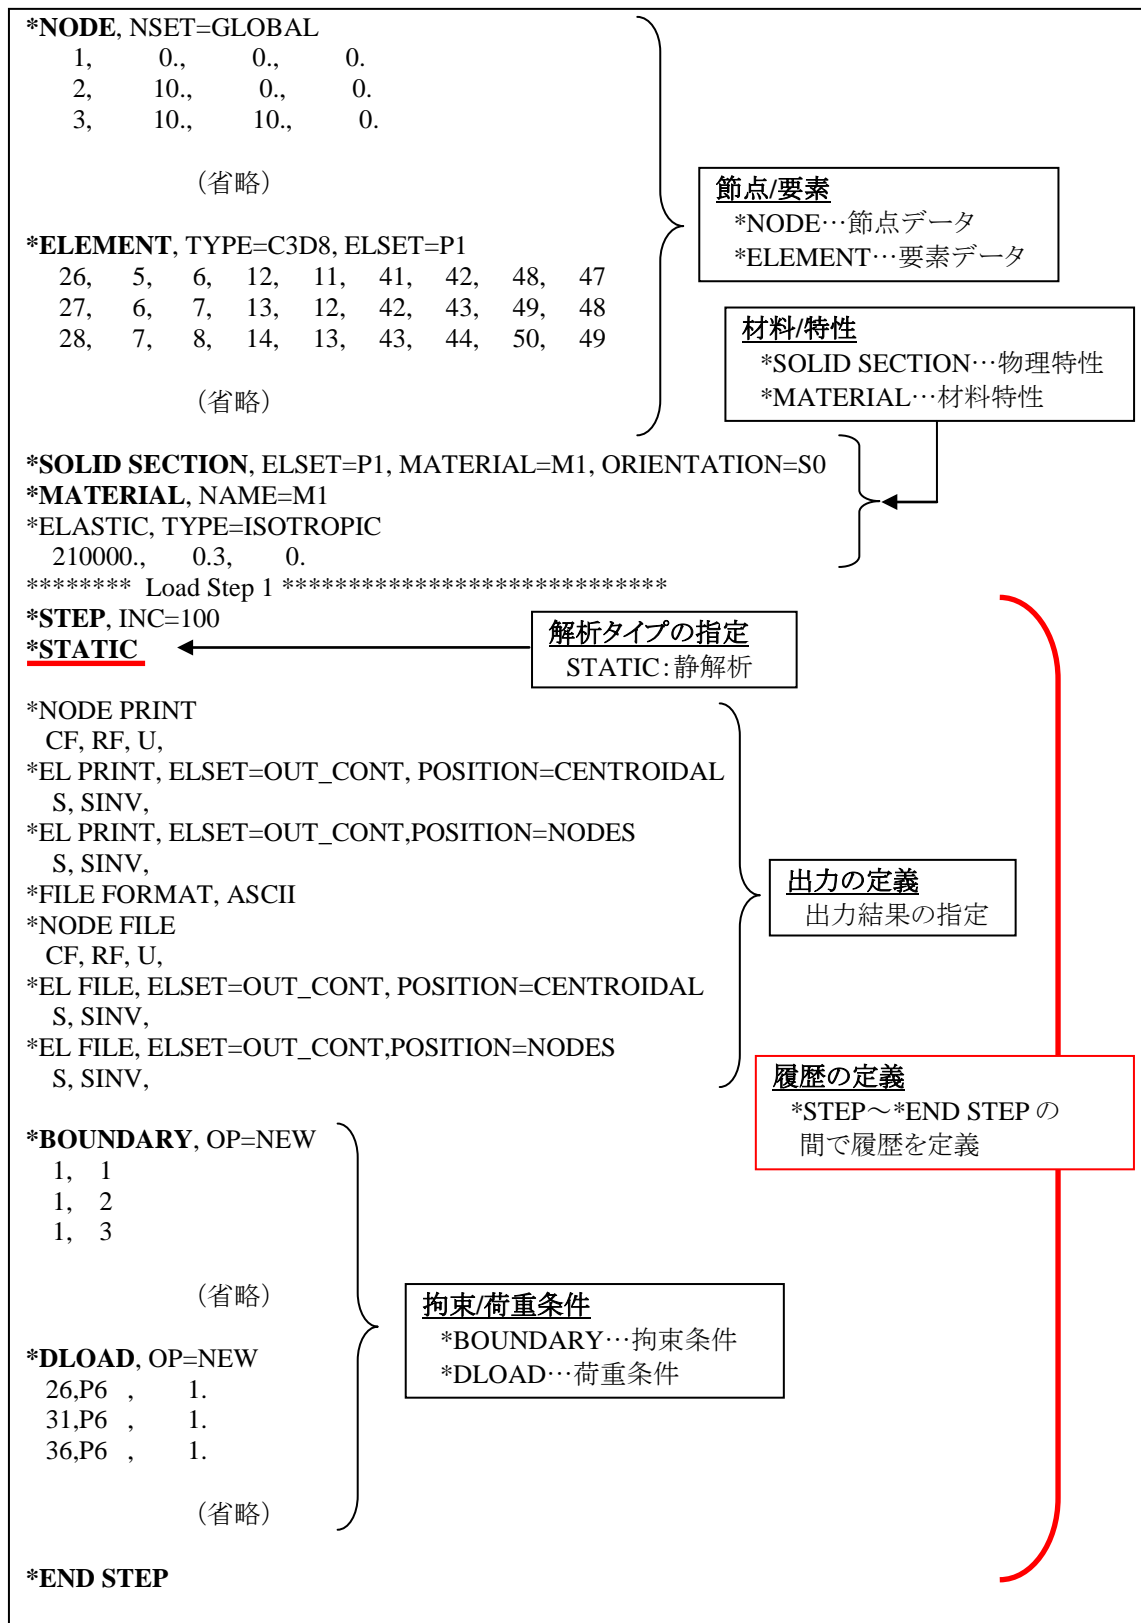 *NODE, NSET=GLOBAL
1, 0., 0., 0.
2, 10., 0., 0.
3, 10., 10., 0.
（省略）
*ELEMENT, TYPE=C3D8, ELSET=P1
26, 5, 6, 12, 11, 41, 42, 48, 47
27, 6, 7, 13, 12, 42, 43, 49, 48
28, 7, 8, 14, 13, 43, 44, 50, 49
（省略）
節点/要素
*NODE…節点データ
*ELEMENT…要素データ
材料/特性
*SOLID SECTION…物理特性
*MATERIAL…材料特性
*SOLID SECTION, ELSET=P1, MATERIAL=M1, ORIENTATION=S0
*MATERIAL, NAME=M1
*ELASTIC, TYPE=ISOTROPIC
210000., 0.3, 0.
******** Load Step 1 *****************************
*STEP, INC=100
*STATIC
解析タイプの指定
STATIC：静解析
*NODE PRINT
CF, RF, U,
*EL PRINT, ELSET=OUT_CONT, POSITION=CENTROIDAL
S, SINV,
*EL PRINT, ELSET=OUT_CONT,POSITION=NODES
S, SINV,
*FILE FORMAT, ASCII
*NODE FILE
CF, RF, U,
*EL FILE, ELSET=OUT_CONT, POSITION=CENTROIDAL
S, SINV,
*EL FILE, ELSET=OUT_CONT,POSITION=NODES
S, SINV,
出力の定義
出力結果の指定
履歴の定義
*STEP～*END STEP の
間で履歴を定義
*BOUNDARY, OP=NEW
1, 1
1, 2
1, 3
（省略）
*DLOAD, OP=NEW
26,P6 , 1.
31,P6 , 1.
36,P6 , 1.
（省略）
拘束/荷重条件
*BOUNDARY…拘束条件
*DLOAD…荷重条件
*END STEP